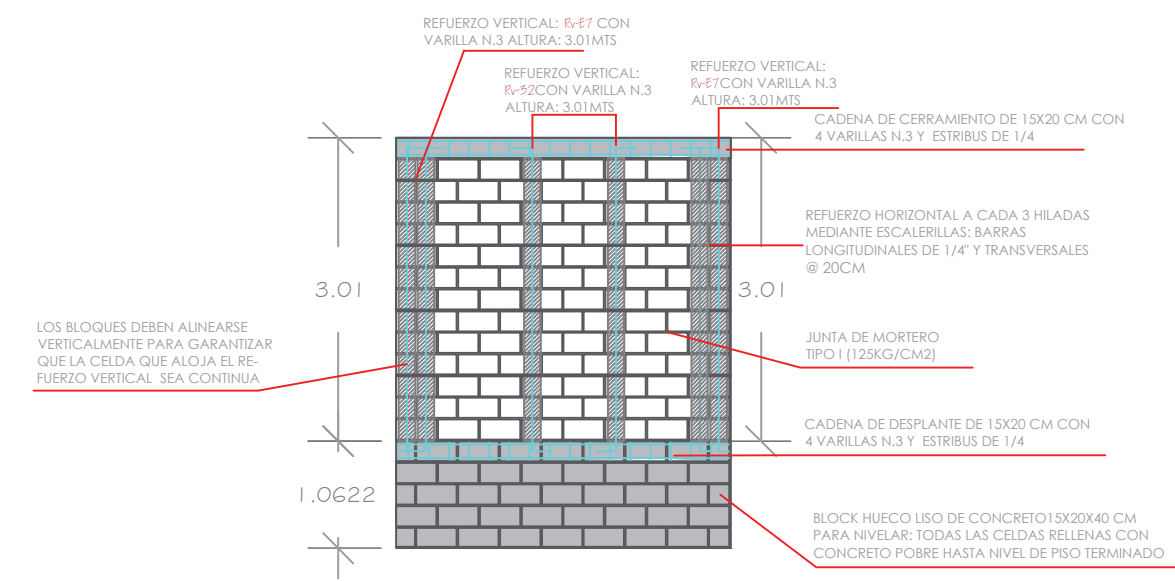 REFUERZO VERTICAL: Rv-E7 CON
VARILLA N.3 ALTURA: 3.01MTS
REFUERZO VERTICAL:
Rv-32CON VARILLA N.3
ALTURA: 3.01MTS
REFUERZO VERTICAL:
Rv-E7CON VARILLA N.3
ALTURA: 3.01MTS
CADENA DE CERRAMIENTO DE 15X20 CM CON
4 VARILLAS N.3 Y ESTRIBUS DE 1/4
REFUERZO HORIZONTAL A CADA 3 HILADAS
MEDIANTE ESCALERILLAS: BARRAS
LONGITUDINALES DE 1/4" Y TRANSVERSALES
@ 20CM
3.01
3.01
LOS BLOQUES DEBEN ALINEARSE
VERTICALMENTE PARA GARANTIZAR
QUE LA CELDA QUE ALOJA EL RE-
FUERZO VERTICAL SEA CONTINUA
JUNTA DE MORTERO
TIPO I (125KG/CM2)
CADENA DE DESPLANTE DE 15X20 CM CON
4 VARILLAS N.3 Y ESTRIBUS DE 1/4
1.0622
BLOCK HUECO LISO DE CONCRETO15X20X40 CM
PARA NIVELAR: TODAS LAS CELDAS RELLENAS CON
CONCRETO POBRE HASTA NIVEL DE PISO TERMINADO